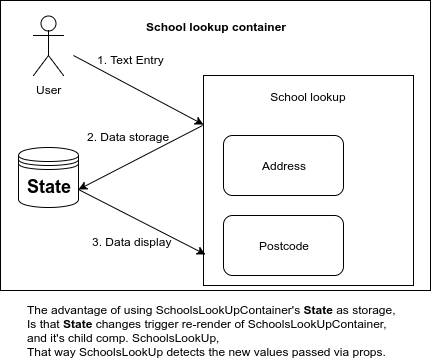 School lookup container
1. Text Entry
User
School lookup
2. Data storage
Address
State
3. Data display
Postcode
The advantage of using SchoolsLookUpContainer's State as storage,
Is that State changes trigger re-render of SchoolLookUpContainer,
and it's child comp. SchoolsLookUp,
That way SchoolsLookUp detects the new values passed via props.